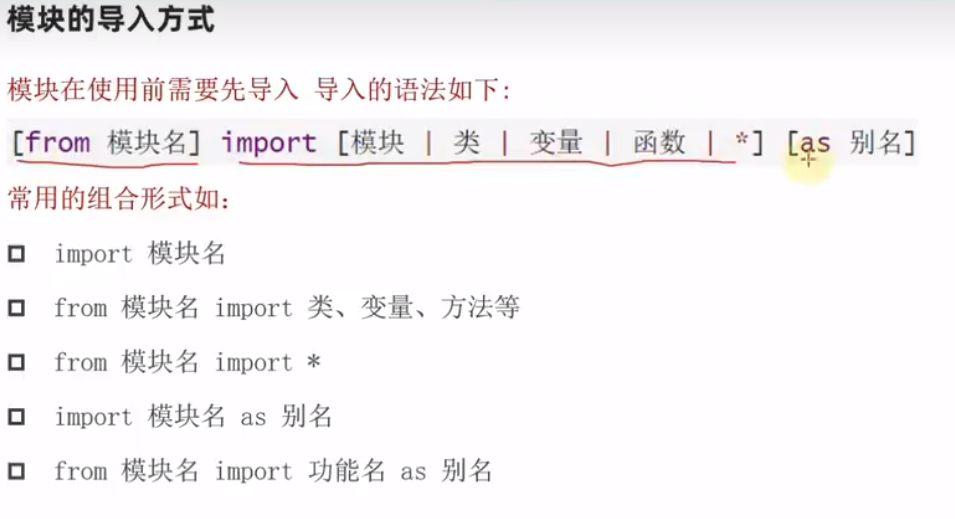 模块的导入方式
模块在使用前需要先导入 导入的语法如下:
[from 模块名] import [模块 | 类 | 变量 | 函数 | *] [as 别名]
常用的组合形式如：
import 模块名
from 模块名 import 类、变量、方法等
from 模块名 import *
import 模块名 as 别名
from 模块名 import 功能名 as 别名